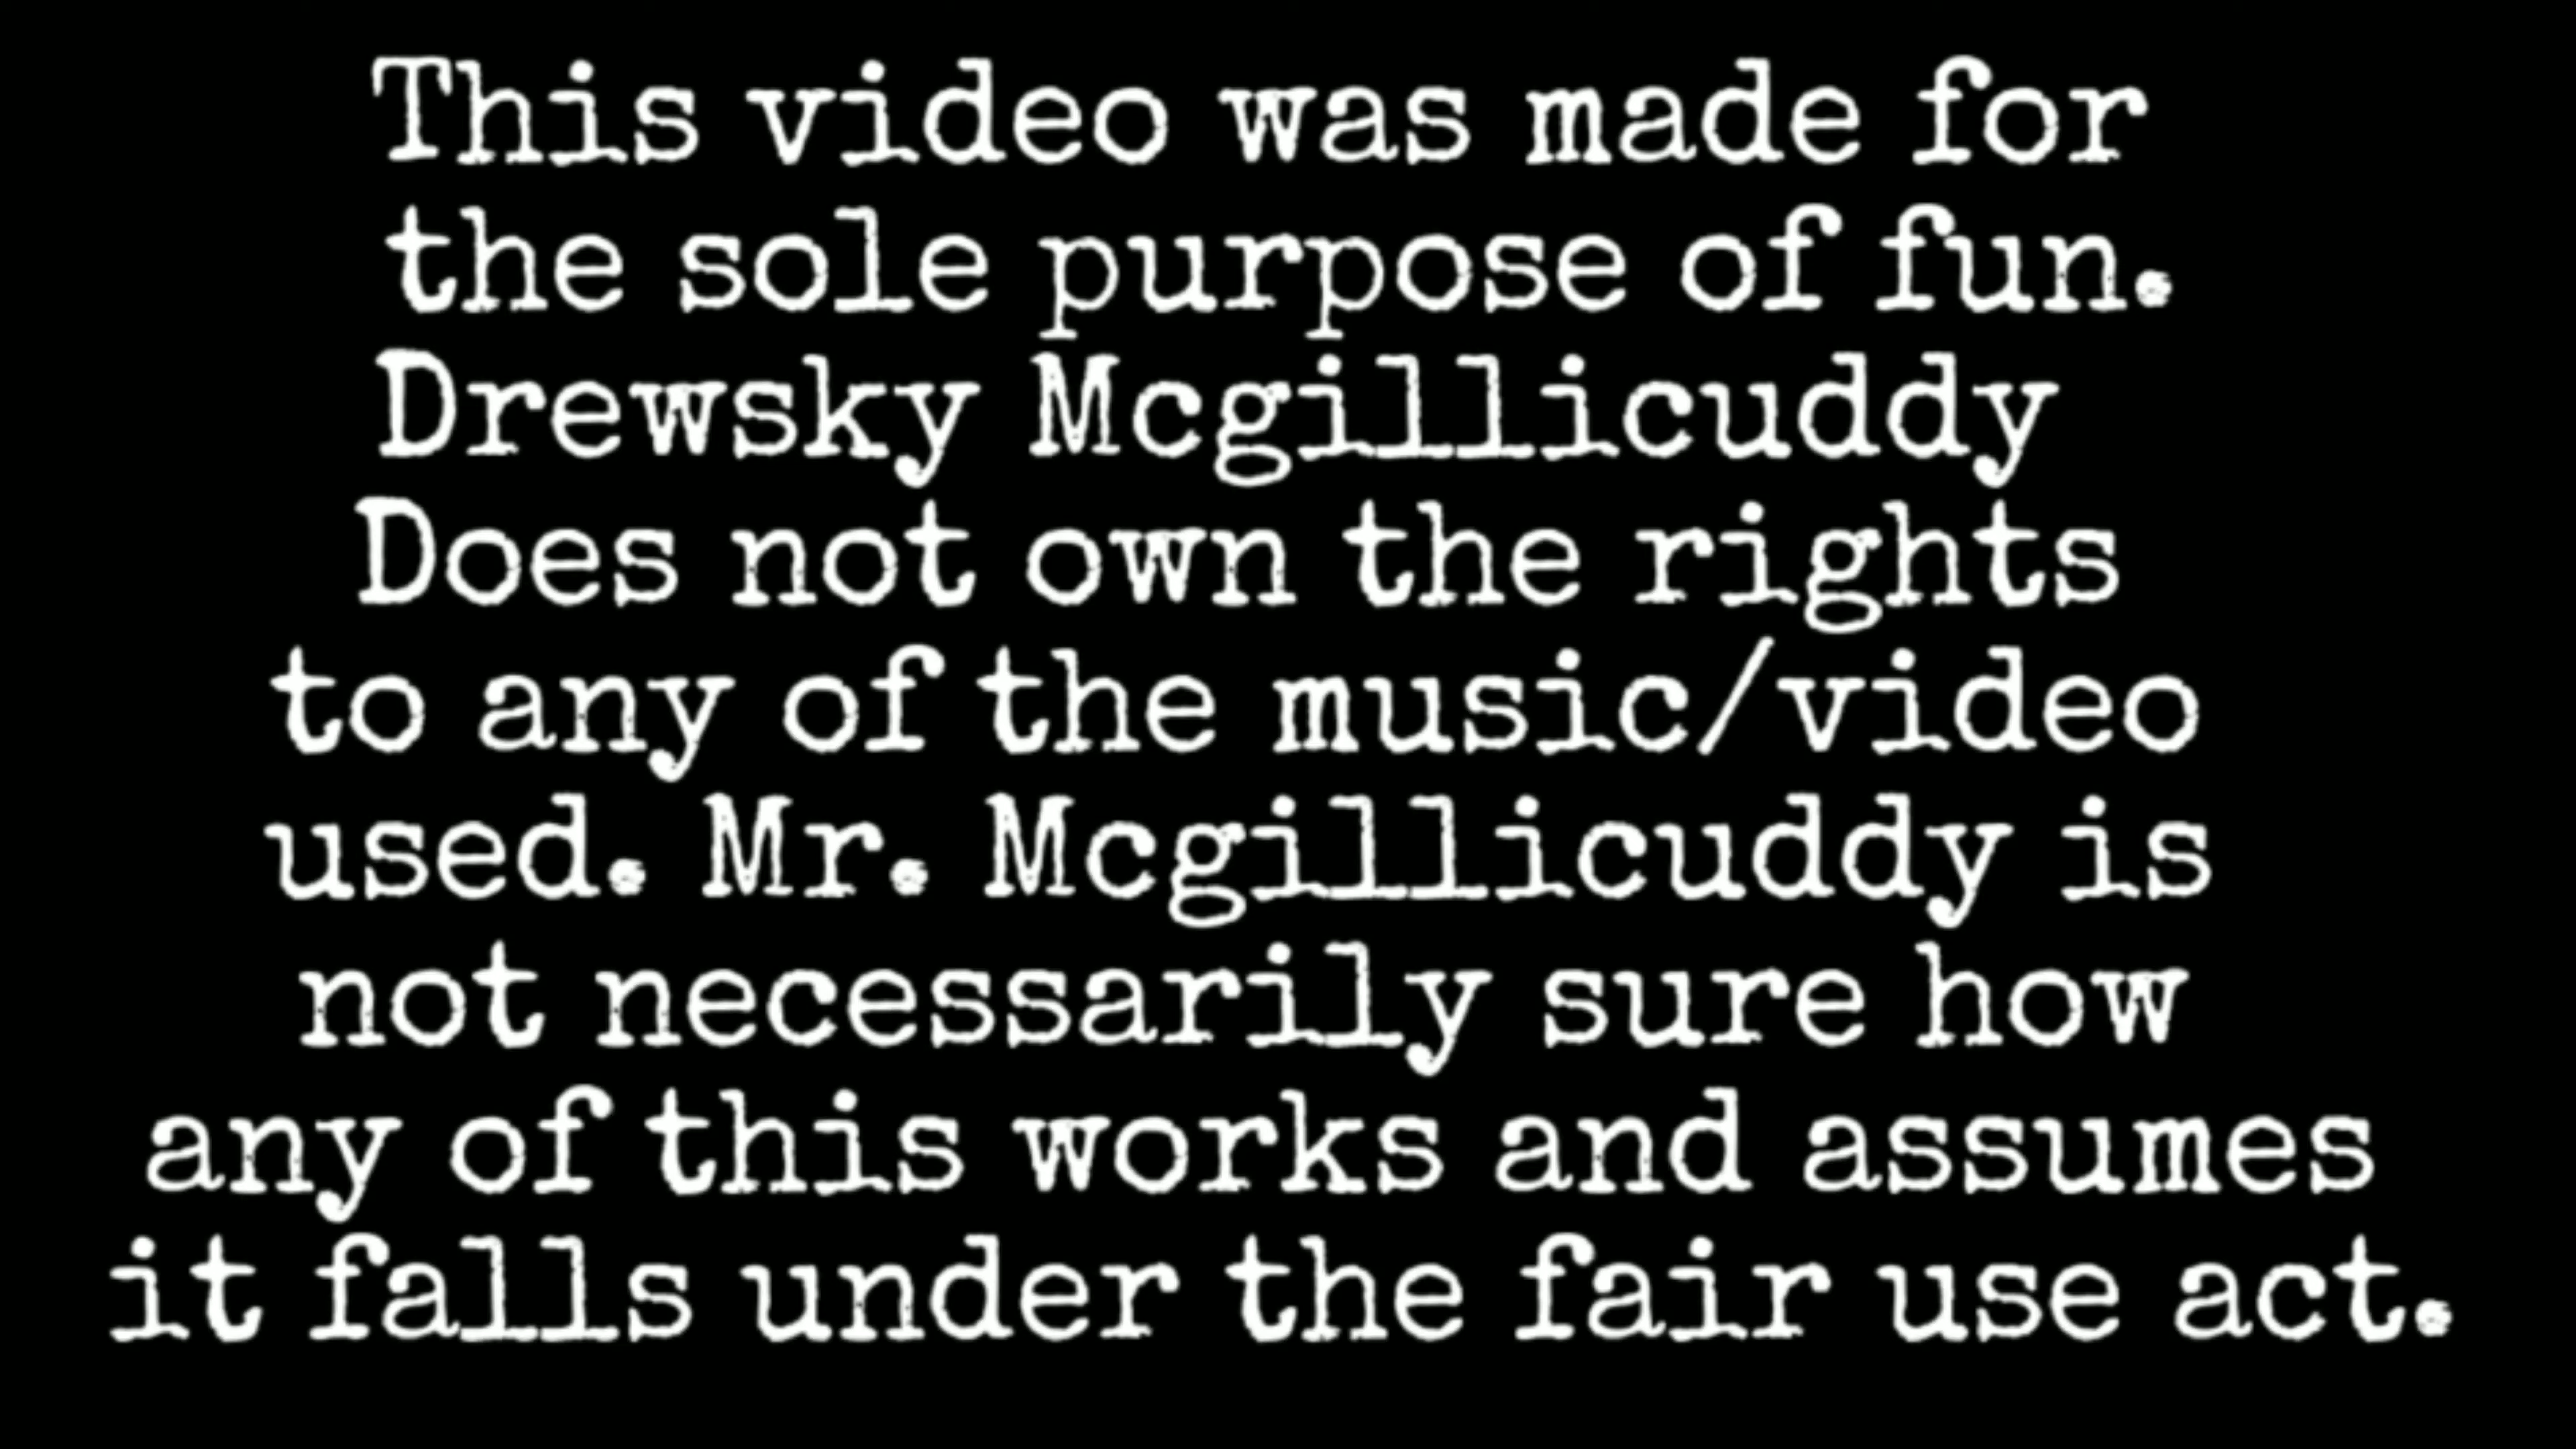 This video was made for
the sole purpose of fun.
Drewsky Mcgillicuddy
Does not own the rights
to any of the music/video
used. Mr. Mcgillicuddy is
not necessarily sure how
any of this works and assumes
it falls under the fair use act.